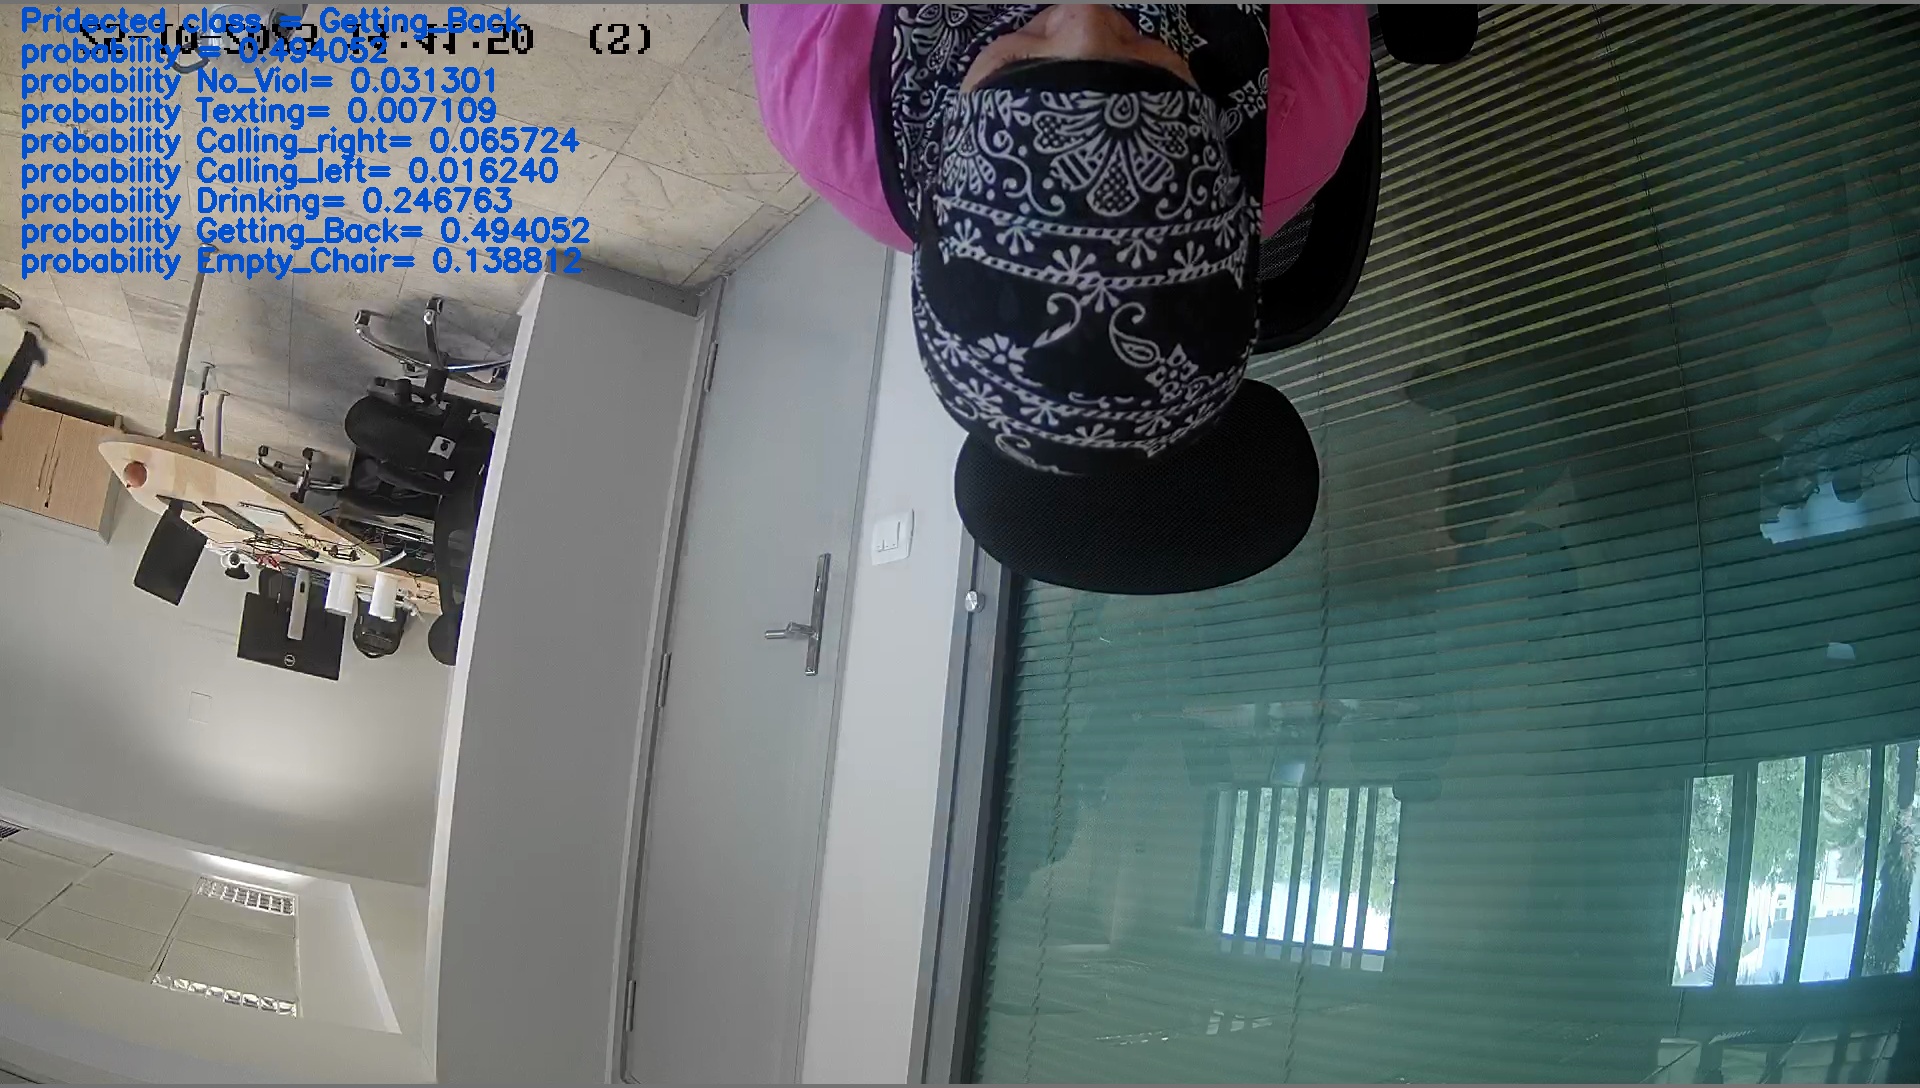 Pridected class = Getting_Back
probability = 0.494052
probability No_Viol= 0.031301
probability Texting= 0.007109
probability Calling_right= 0.065724
probability Calling_left= 0.016240
probability Drinking= 0.246763
probability Getting_Back= 0.494052
probability Empty_Chair= 0.138812
(2)